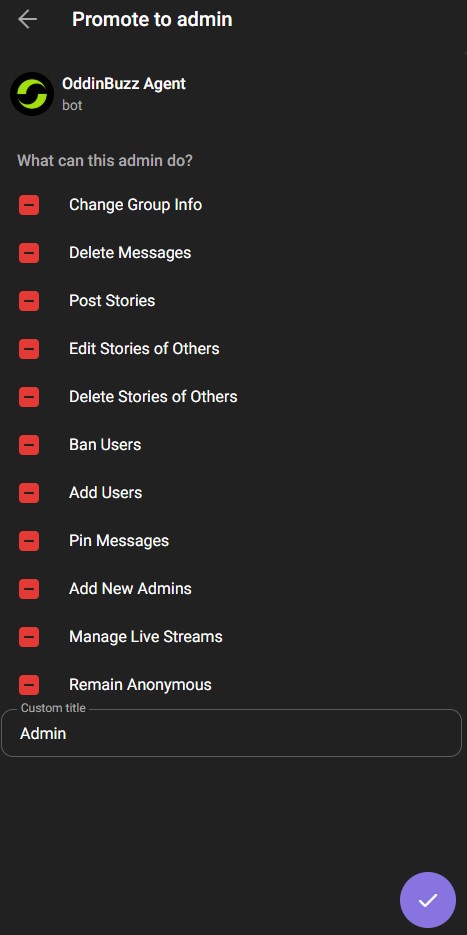 Promote to admin
OddinBuzz Agent
bot
What can this admin do?
Change Group Info
Delete Messages
Post Stories
Edit Stories of Others
Delete Stories of Others
Ban Users
Add Users
Pin Messages
Add New Admins
Manage Live Streams
Remain Anonymous
Custom title
Admin